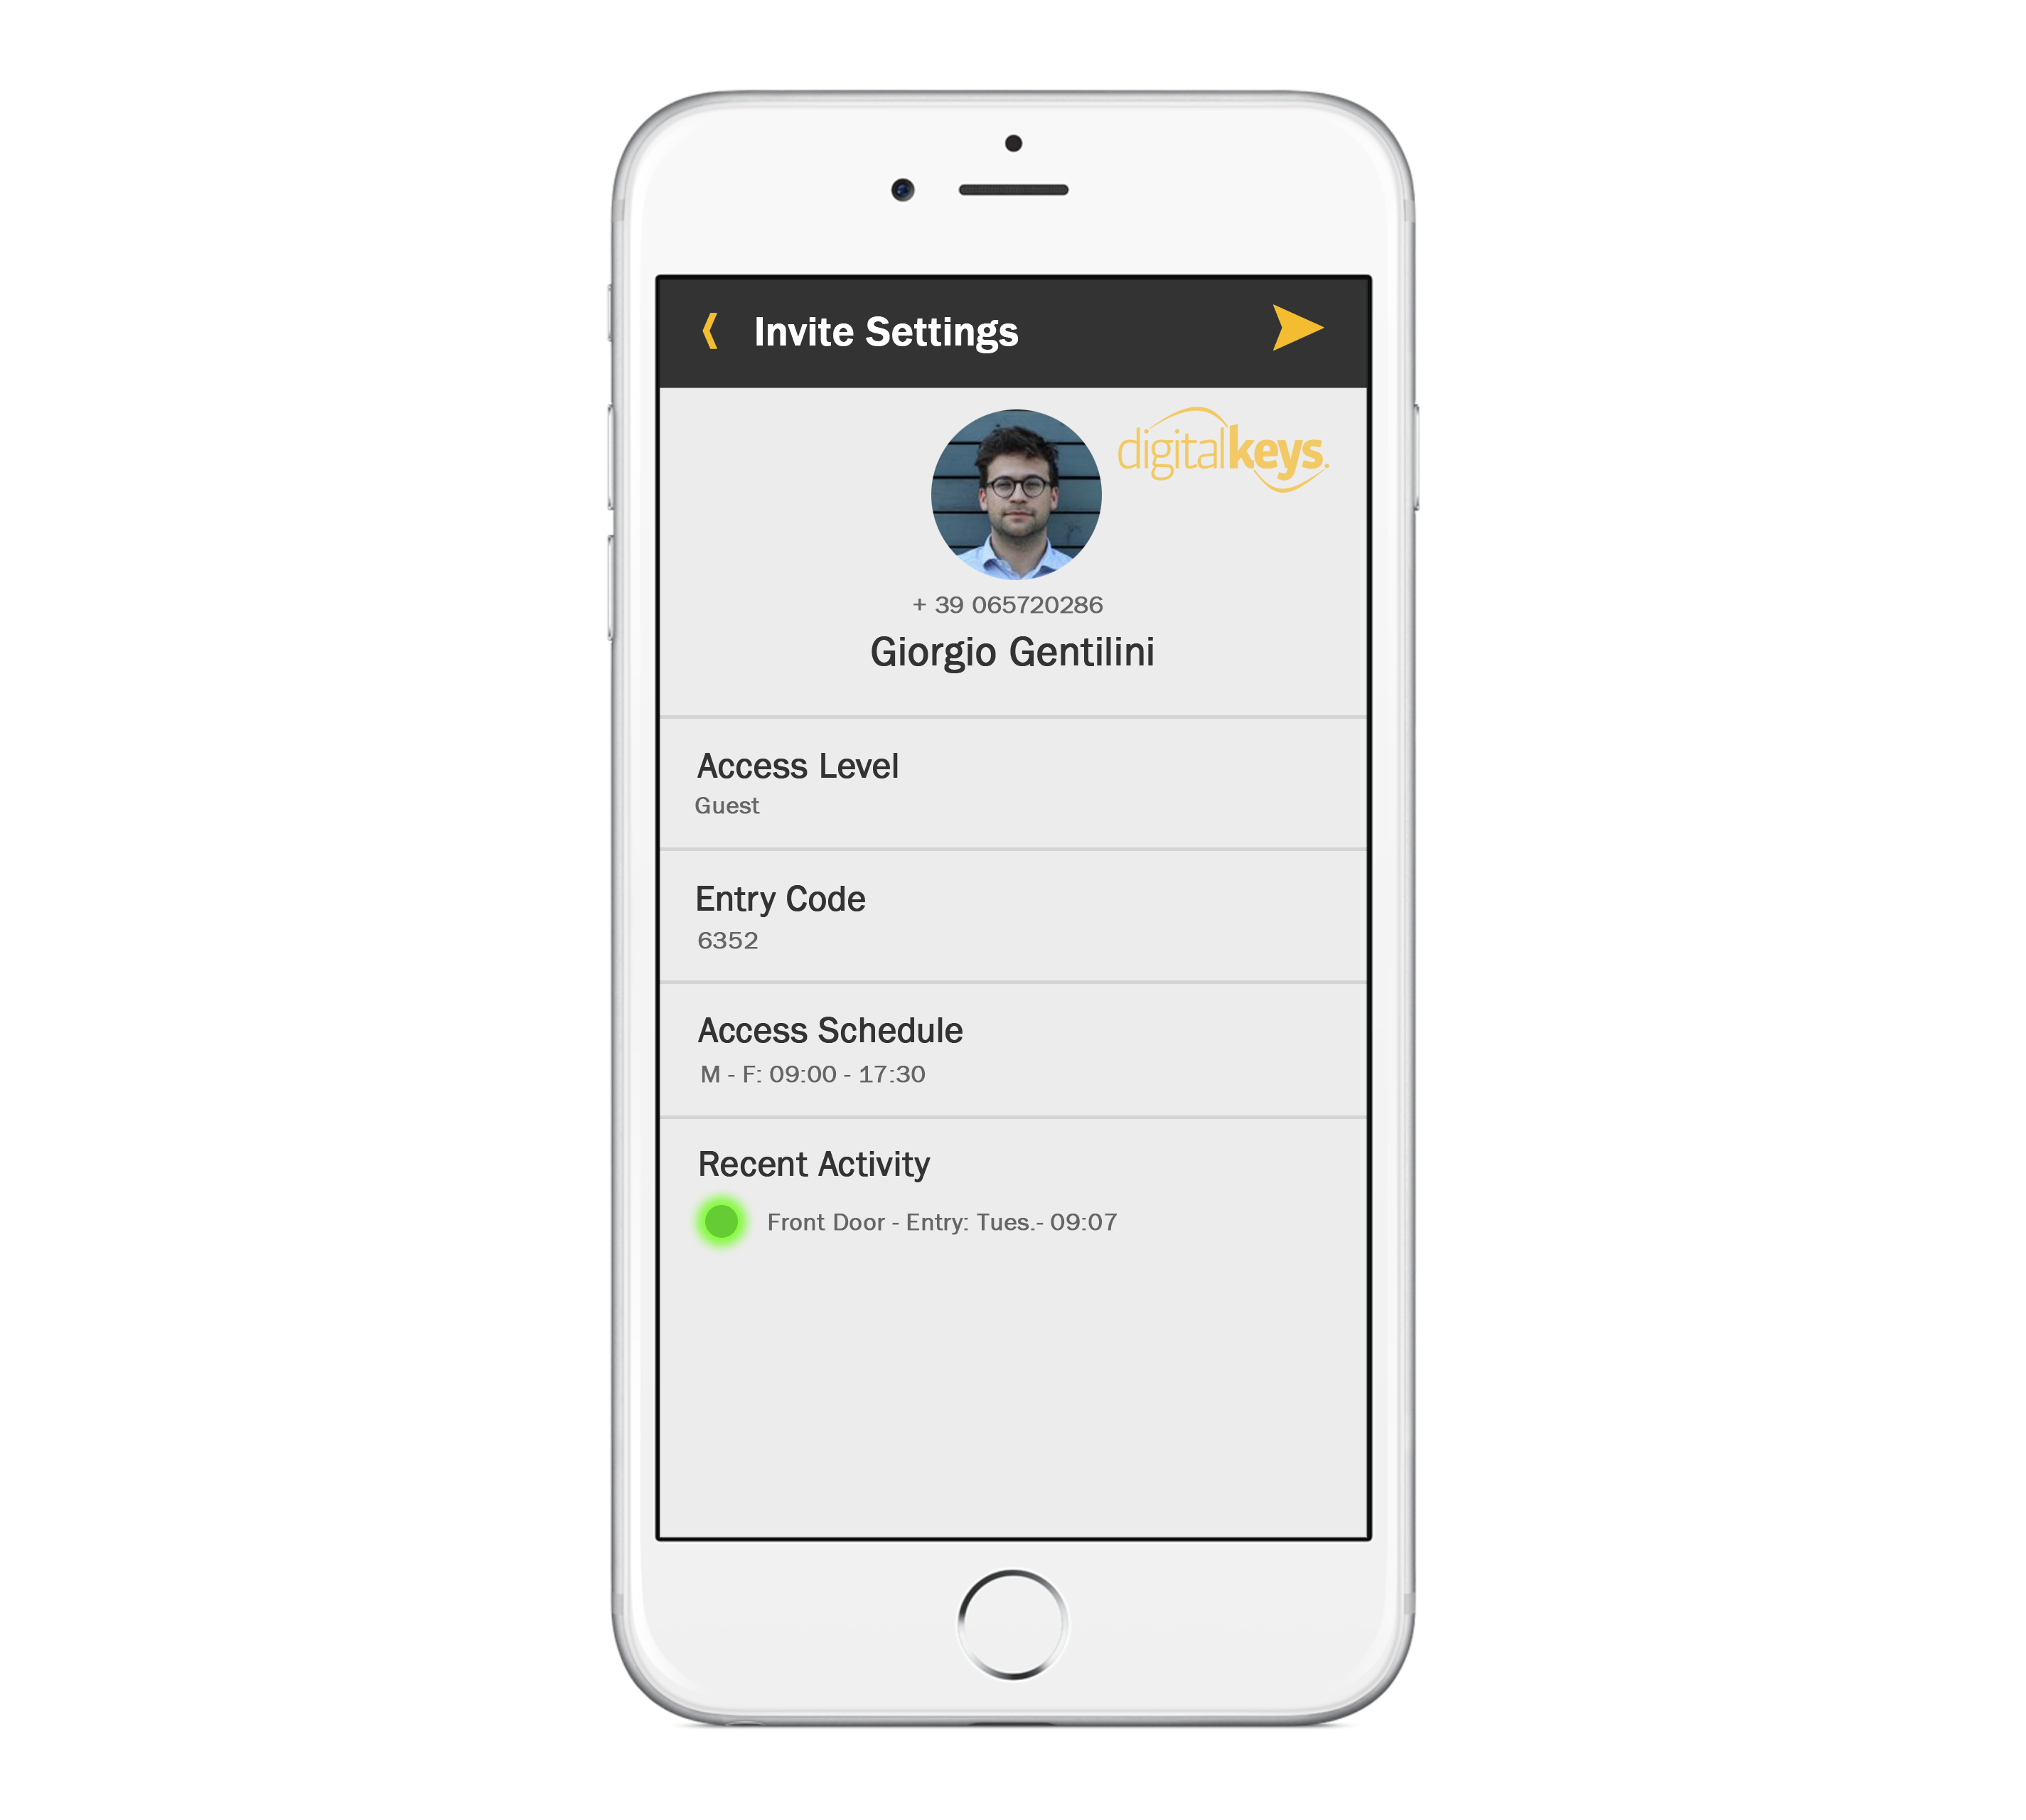 Invite Settings
digitalkeys.
+ 39 065720286
Giorgio Gentilini
Access Level
Guest
Entry Code
6352
Access Schedule
M - F: 09:00 - 17:30
Recent Activity
Front Door - Entry: Tues.- 09:07